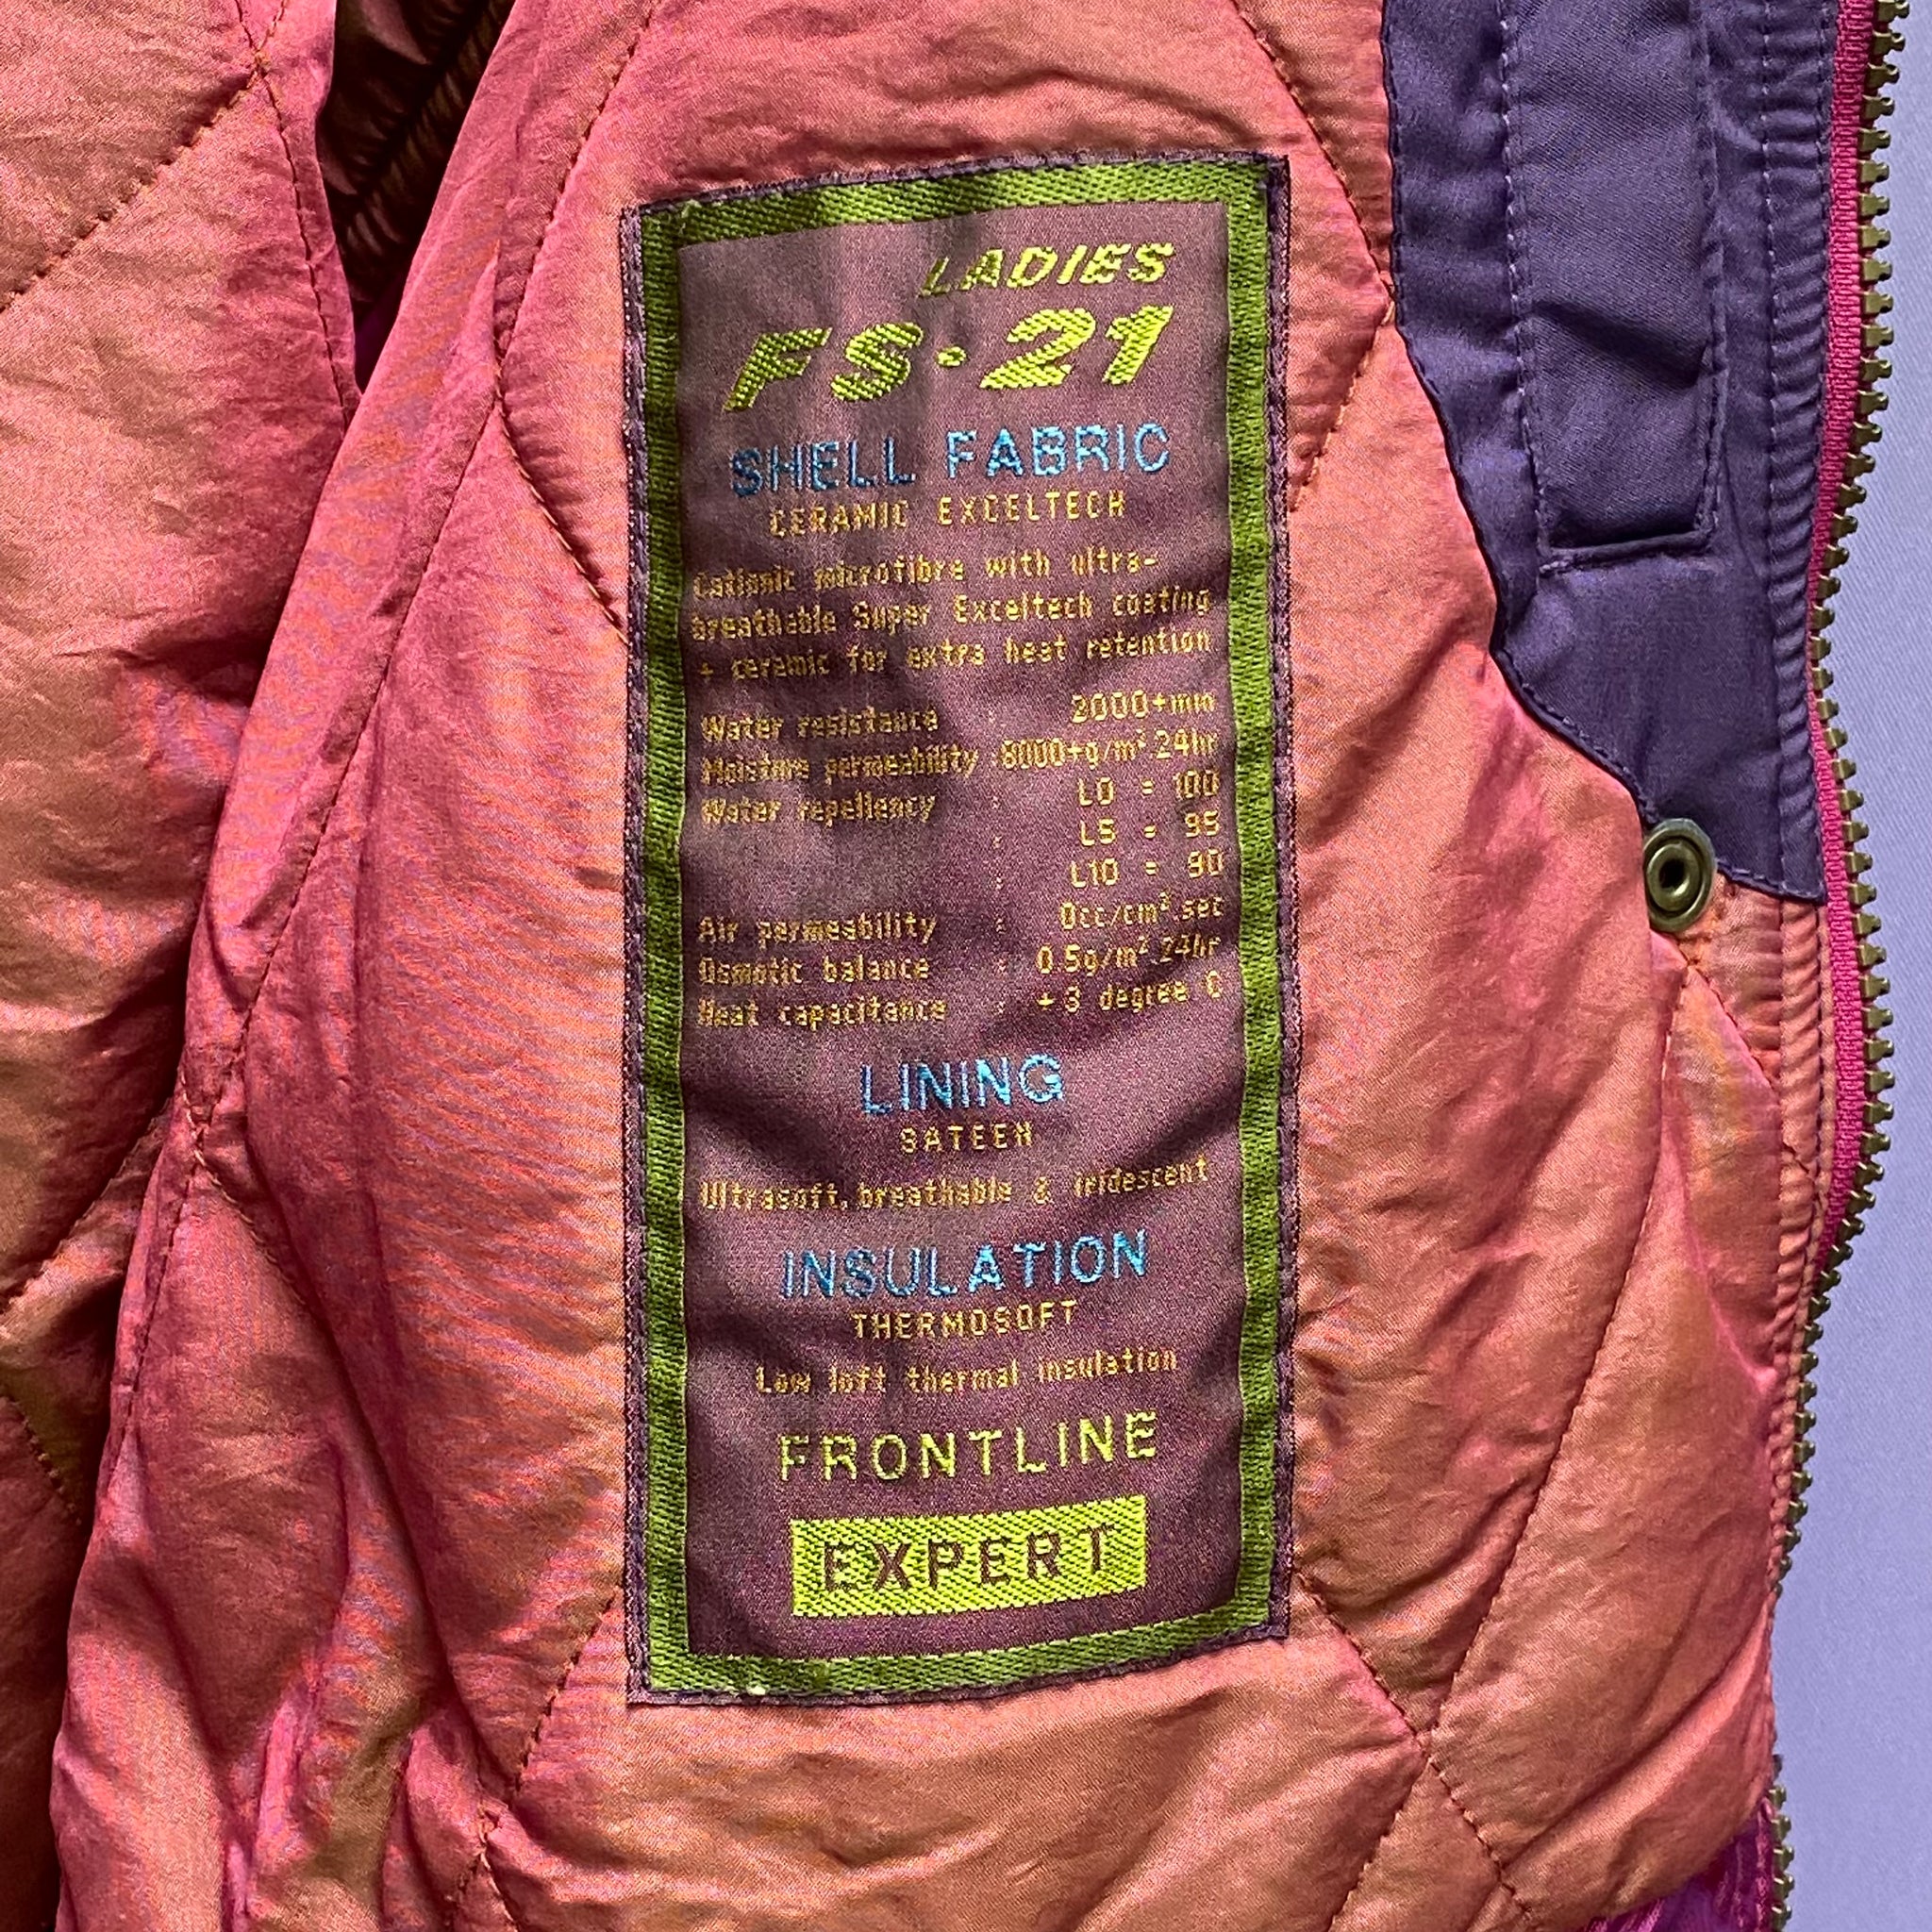 LADIES
FS·21
SHELL FABRIC
CERAMIC EXCELTECH
Cationic microfibre with ultra-
breathable Super Exceltech coating
+ ceramic for extra heat retention
Water resistance : 2000+mm
Moisture permeability :8000+g/m².24hr
Water repellency : L0 = 100
: L5 = 95
: L10 = 90
Air permeability : 0cc/cm².sec
Osmotic balance : 0.5g/m².24hr
Heat capacitance : + 3 degree C
LINING
SATEEN
Ultrasoft, breathable & iridescent
INSULATION
THERMOSOFT
Low loft thermal insulation
FRONTLINE
EXPERT